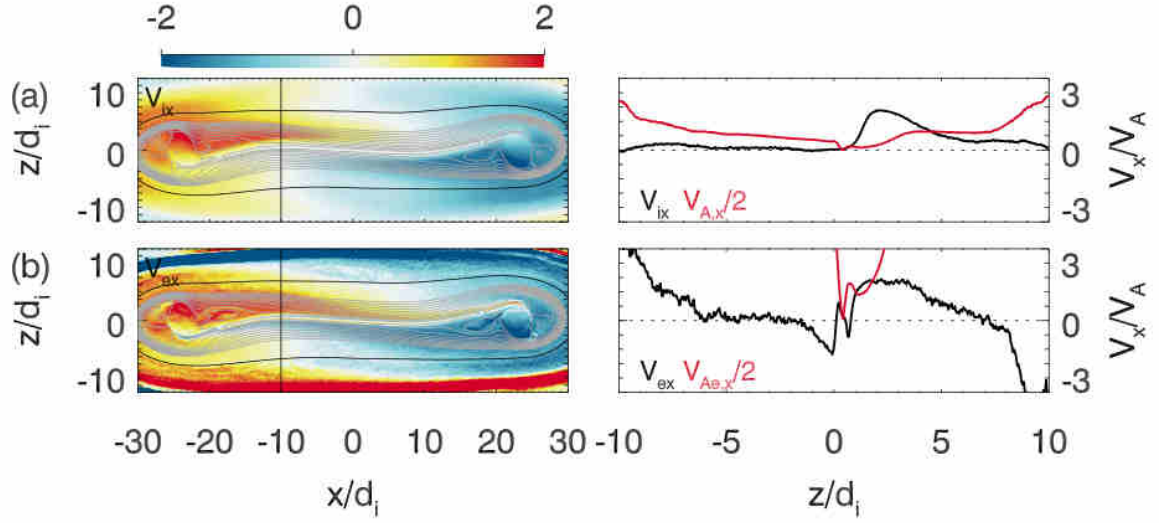 -2 0 2
(a) V_ix z/d_i 10 0 -10
3 0 -3 V_x/V_A
V_ix V_A,x/2
(b) V_ex z/d_i 10 0 -10
3 0 -3 V_x/V_A
V_ex V_Ae,x/2
-30 -20 -10 0 10 20 30
-10 -5 0 5 10
x/d_i z/d_i